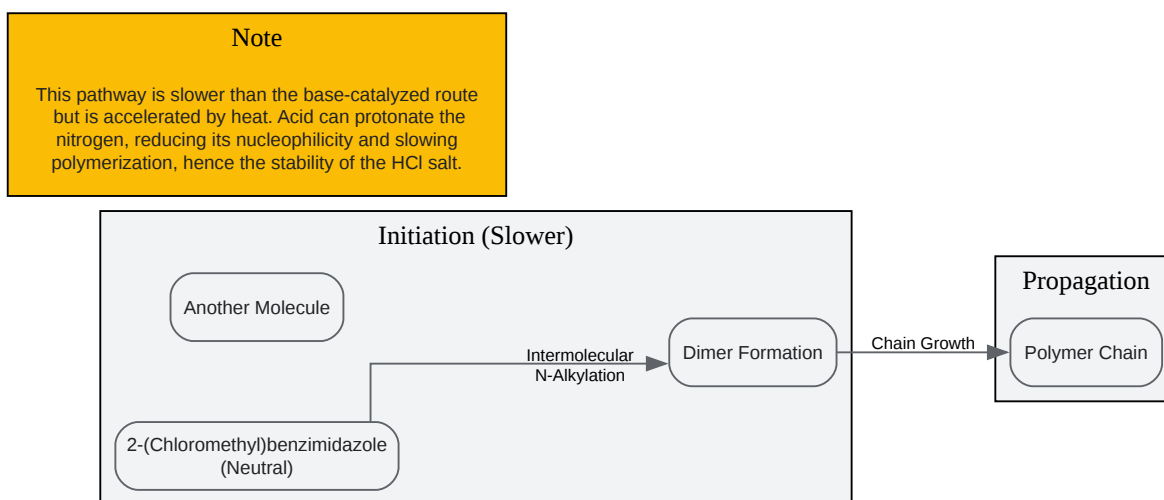 Note
This pathway is slower than the base-catalyzed route
but is accelerated by heat. Acid can protonate the
nitrogen, reducing its nucleophilicity and slowing
polymerization, hence the stability of the HCl salt.
Initiation (Slower)
Another Molecule
2-(Chloromethyl)benzimidazole
(Neutral)
Intermolecular
N-Alkylation
Dimer Formation
Chain Growth
Propagation
Polymer Chain